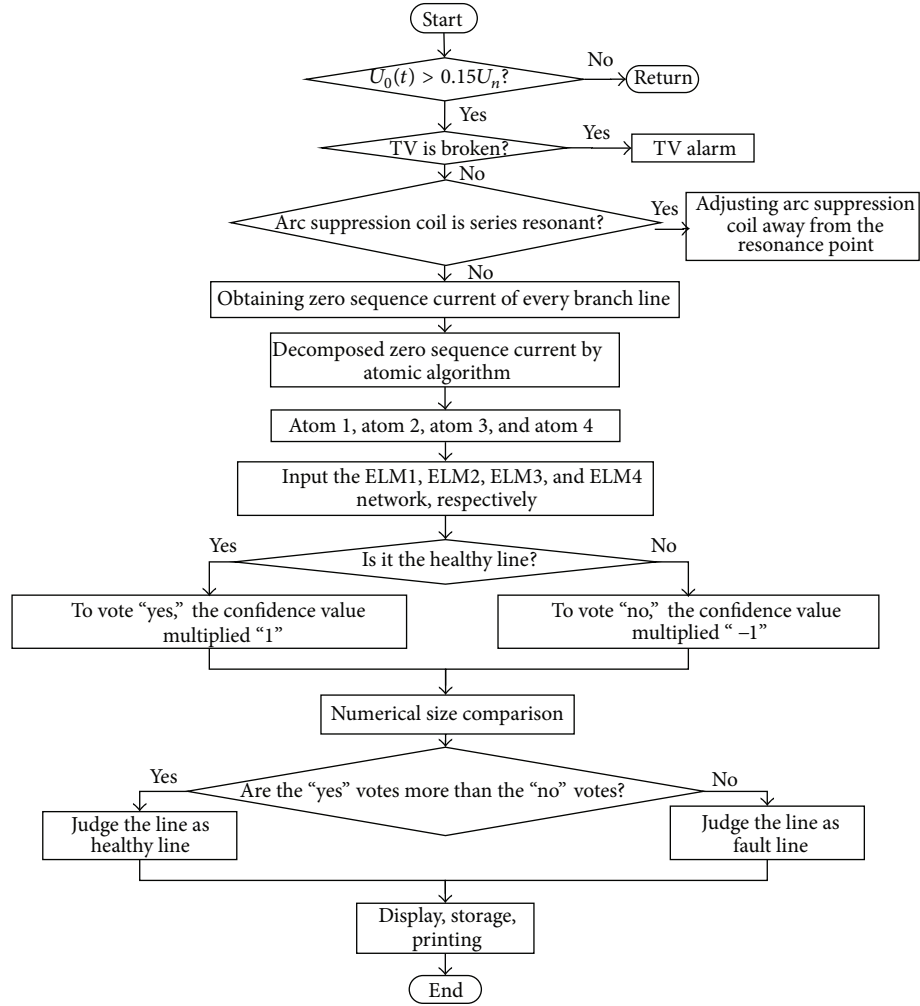 Start
U₀(t) > 0.15Uₙ?
No
Return
Yes
TV is broken?
Yes
TV alarm
No
Arc suppression coil is series resonant?
Yes
Adjusting arc suppression
coil away from the
resonance point
No
Obtaining zero sequence current of every branch line
Decomposed zero sequence current by
atomic algorithm
Atom 1, atom 2, atom 3, and atom 4
Input the ELM1, ELM2, ELM3, and ELM4
network, respectively
Yes
Is it the healthy line?
No
To vote “yes,” the confidence value
multiplied “1”
To vote “no,” the confidence value
multiplied “ −1”
Numerical size comparison
Yes
Are the “yes” votes more than the “no” votes?
No
Judge the line as
healthy line
Judge the line as
fault line
Display, storage,
printing
End